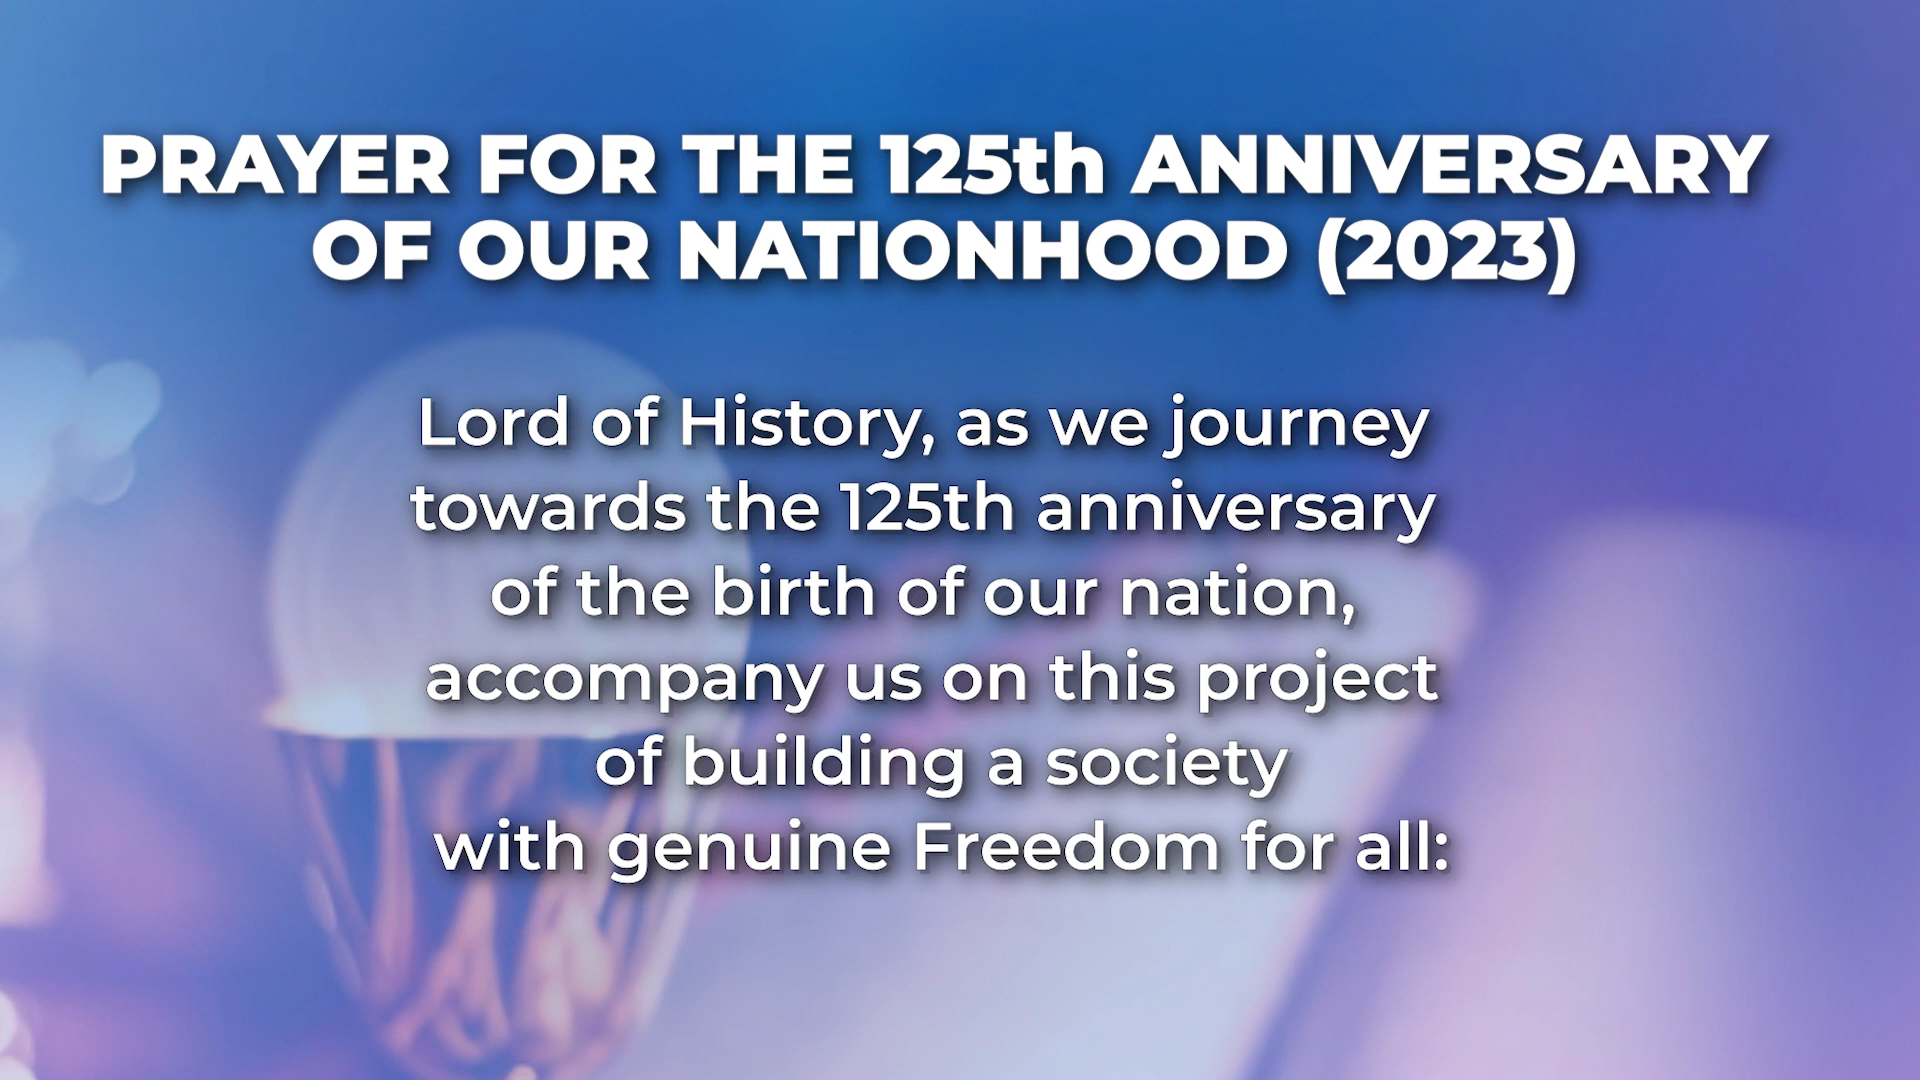 PRAYER FOR THE 125th ANNIVERSARY
OF OUR NATIONHOOD (2023)
Lord of History, as we journey
towards the 125th anniversary
of the birth of our nation,
accompany us on this project
of building a society
with genuine Freedom for all: